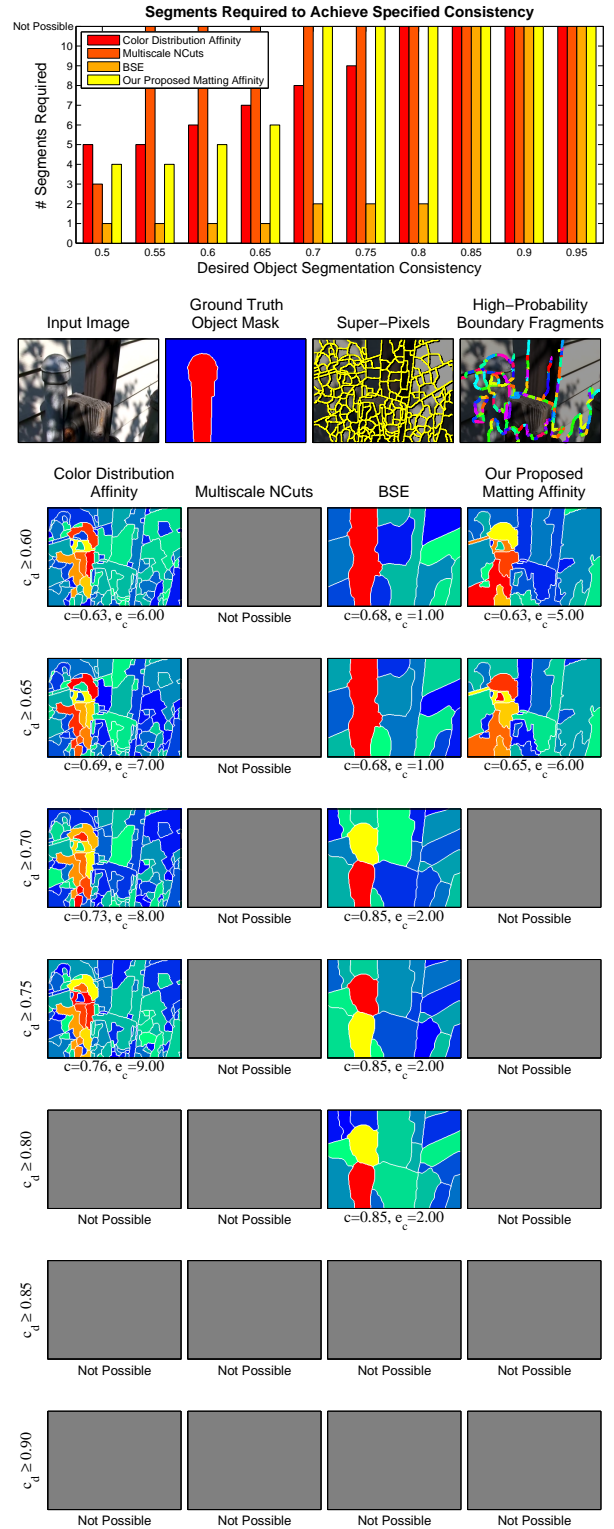 Segments Required to Achieve Specified Consistency
Not Possible
10
9
8
7
6
5
4
3
2
1
0
# Segments Required
Color Distribution Affinity
Multiscale NCuts
BSE
Our Proposed Matting Affinity
0.5 0.55 0.6 0.65 0.7 0.75 0.8 0.85 0.9 0.95
Desired Object Segmentation Consistency
Input Image
Ground Truth
Object Mask
Super-Pixels
High-Probability
Boundary Fragments
Color Distribution
Affinity
Multiscale NCuts
BSE
Our Proposed
Matting Affinity
c_d ≥ 0.60
c=0.63, e_c=6.00
Not Possible
c=0.68, e_c=1.00
c=0.63, e_c=5.00
c_d ≥ 0.65
c=0.69, e_c=7.00
Not Possible
c=0.68, e_c=1.00
c=0.65, e_c=6.00
c_d ≥ 0.70
c=0.73, e_c=8.00
Not Possible
c=0.85, e_c=2.00
Not Possible
c_d ≥ 0.75
c=0.76, e_c=9.00
Not Possible
c=0.85, e_c=2.00
Not Possible
c_d ≥ 0.80
Not Possible
Not Possible
c=0.85, e_c=2.00
Not Possible
c_d ≥ 0.85
Not Possible
Not Possible
Not Possible
Not Possible
c_d ≥ 0.90
Not Possible
Not Possible
Not Possible
Not Possible